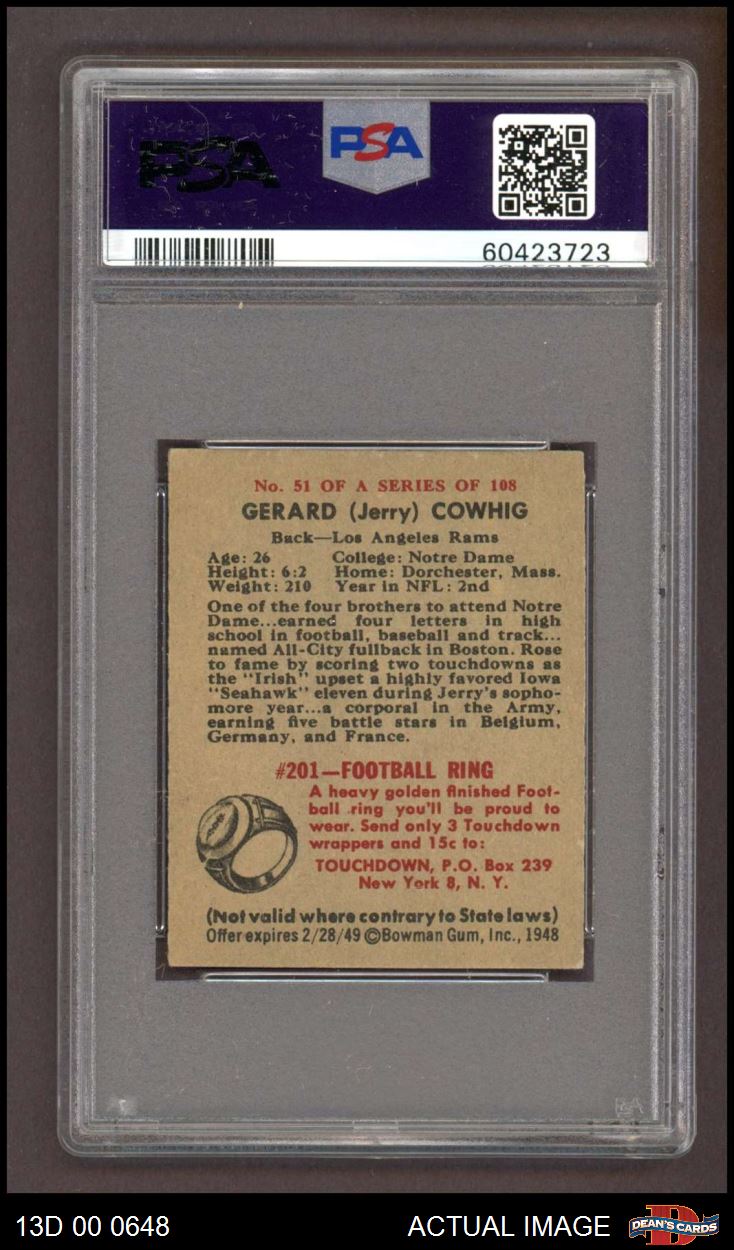 PSA
PSA
60423723
No. 51 OF A SERIES OF 108
GERARD (Jerry) COWHIG
Back—Los Angeles Rams
Age: 26 College: Notre Dame
Height: 6:2 Home: Dorchester, Mass.
Weight: 210 Year in NFL: 2nd
One of the four brothers to attend Notre
Dame...earned four letters in high
school in football, baseball and track...
named All-City fullback in Boston. Rose
to fame by scoring two touchdowns as
the "Irish" upset a highly favored Iowa
"Seahawk" eleven during Jerry's sopho-
more year...a corporal in the Army,
earning five battle stars in Belgium,
Germany, and France.
#201—FOOTBALL RING
A heavy golden finished Foot-
ball ring you'll be proud to
wear. Send only 3 Touchdown
wrappers and 15c to:
TOUCHDOWN, P.O. Box 239
New York 8, N. Y.
(Not valid where contrary to State laws)
Offer expires 2/28/49 ©Bowman Gum, Inc., 1948
PSA
13D 00 0648 ACTUAL IMAGE DEAN'S CARDS